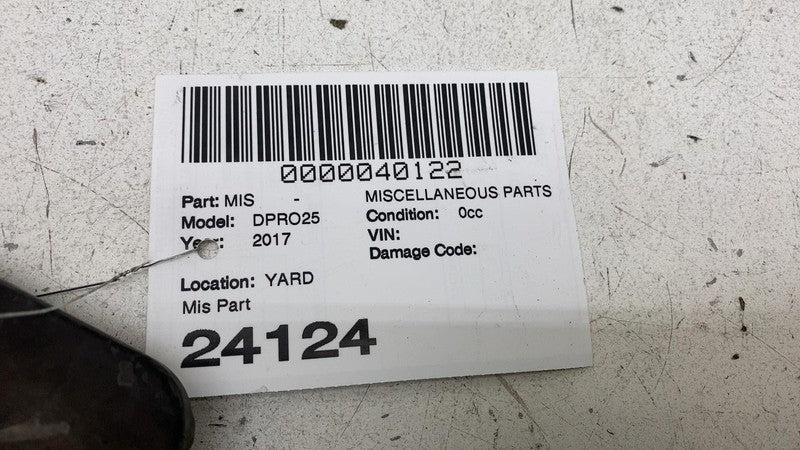 0000040122
Part: MIS - MISCELLANEOUS PARTS
Model: DPRO25 Condition: 0cc
Year: 2017 VIN:
Damage Code:
Location: YARD
Mis Part
24124